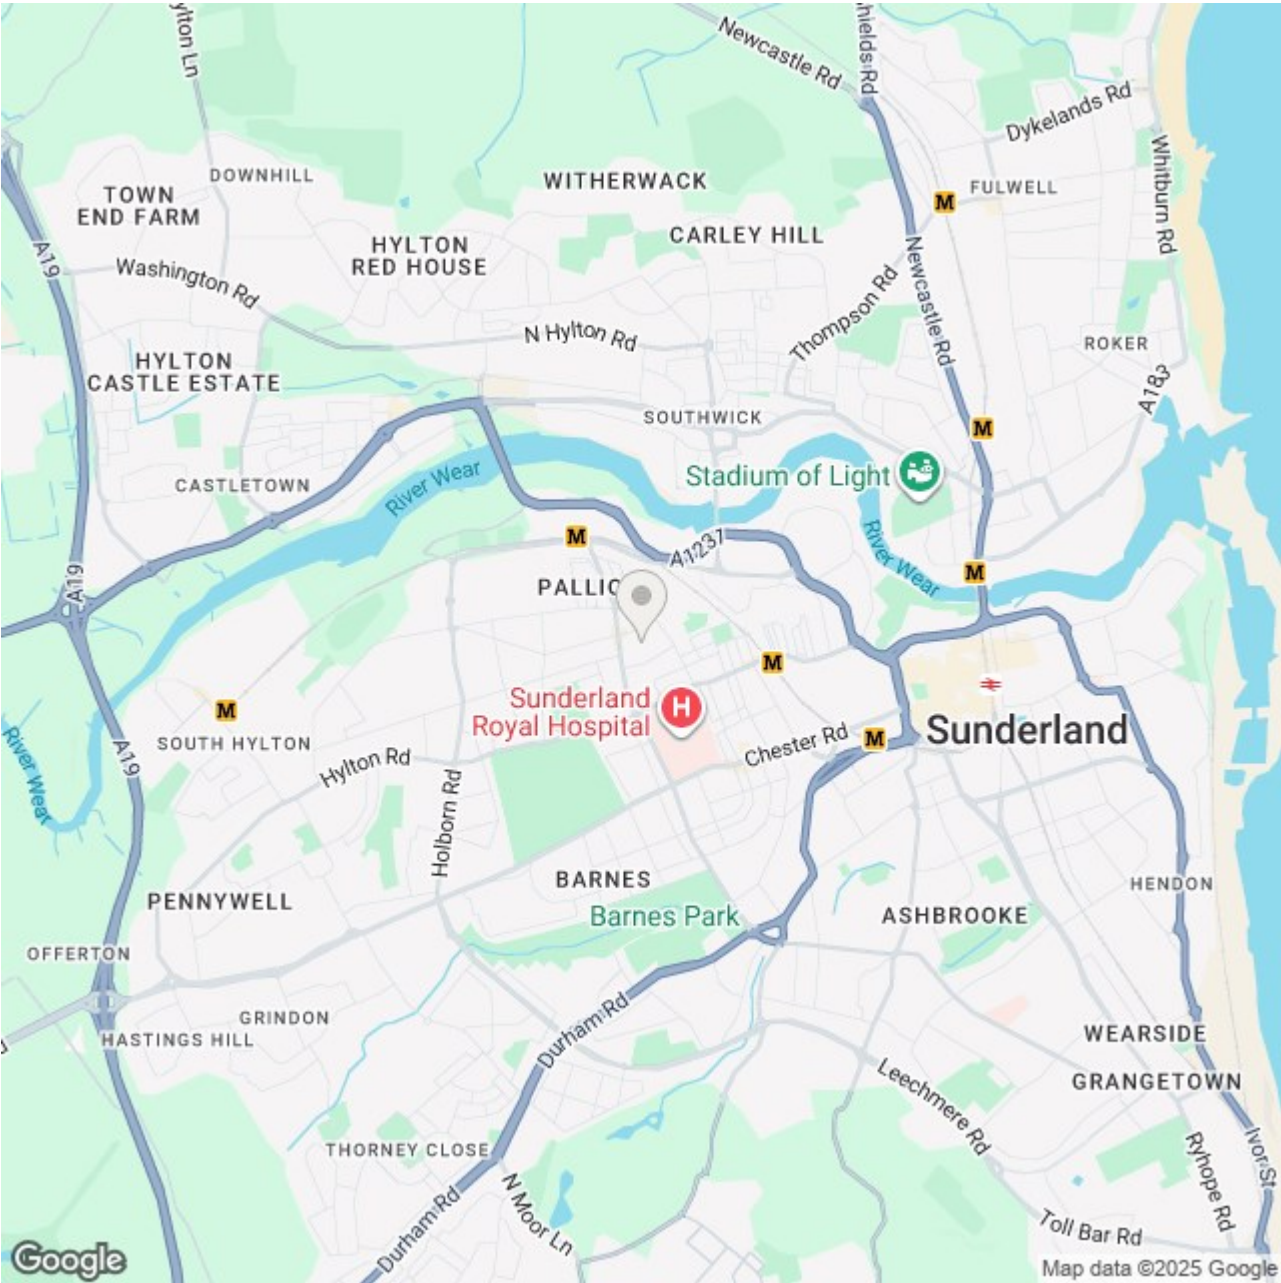 ylton Ln
Newcastle Rd
hields Rd
Dykelands Rd
Whitburn Rd
DOWNHILL
WITHERWACK
FULWELL
TOWN
END FARM
CARLEY HILL
HYLTON
RED HOUSE
A19
Washington Rd
Newcastle Rd
Thompson Rd
N Hylton Rd
ROKER
HYLTON
CASTLE ESTATE
A183
SOUTHWICK
Stadium of Light
CASTLETOWN
River Wear
River Wear
A1231
A19
PALLIO
Sunderland
Royal Hospital
H
Sunderland
SOUTH HYLTON
Chester Rd
Hylton Rd
A19
River Wear
Holborn Rd
BARNES
HENDON
PENNYWELL
Barnes Park
ASHBROOKE
OFFERTON
GRINDON
HASTINGS HILL
Durham Rd
WEARSIDE
GRANGETOWN
Leechmere Rd
THORNEY CLOSE
Ivor St
Ryhope Rd
N Moor Ln
Durham Rd
Toll Bar Rd
Google
Map data ©2025 Google
M
M
M
M
M
M
M